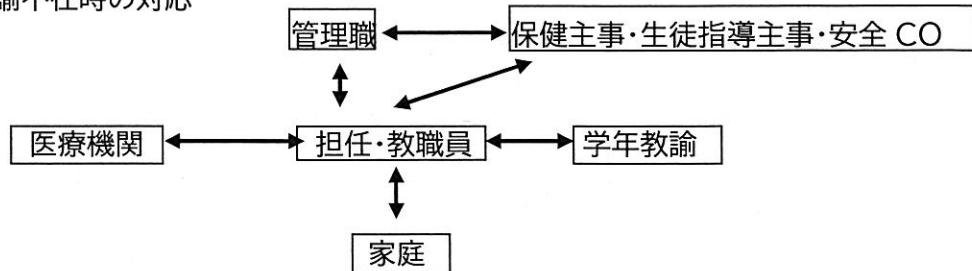 諭不在時の対応
管理職
保健主事・生徒指導主事・安全 CO
医療機関
担任・教職員
学年教諭
家庭